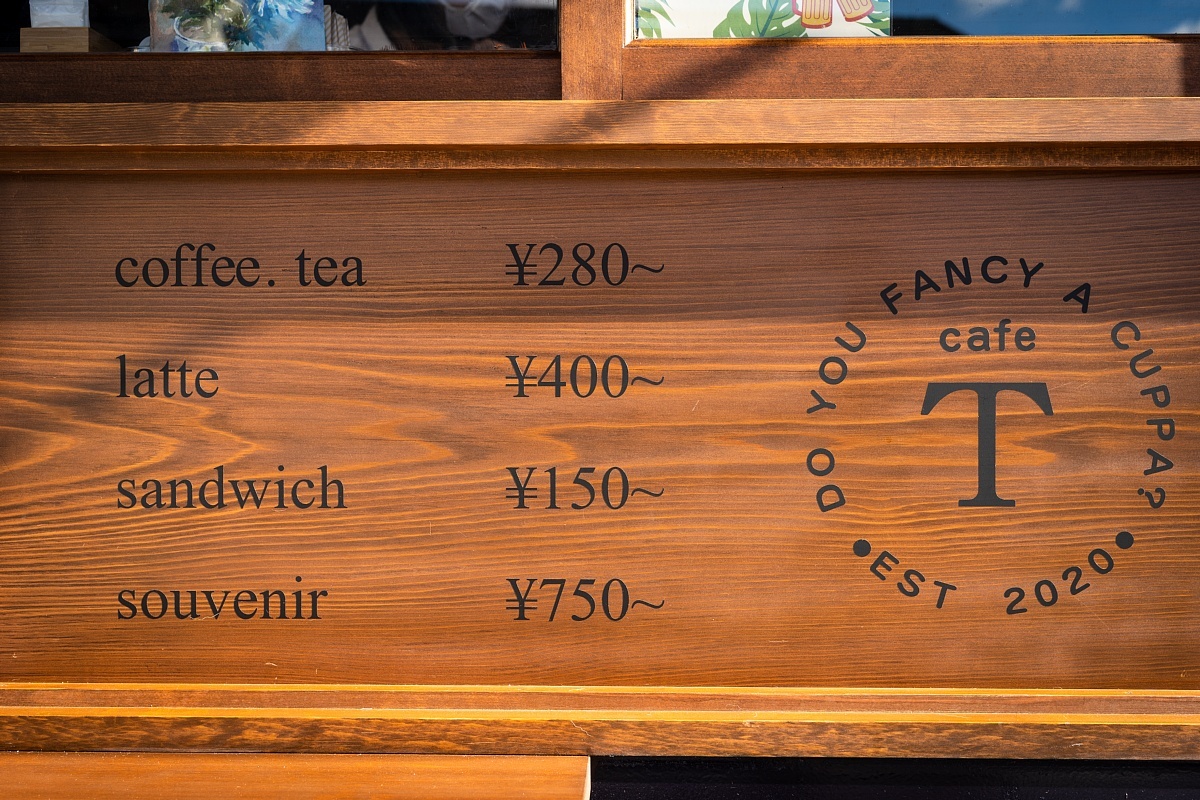 coffee. tea ¥280~
latte ¥400~
sandwich ¥150~
souvenir ¥750~
DO YOU FANCY A CUPPA?
cafe
T
•EST 2020•